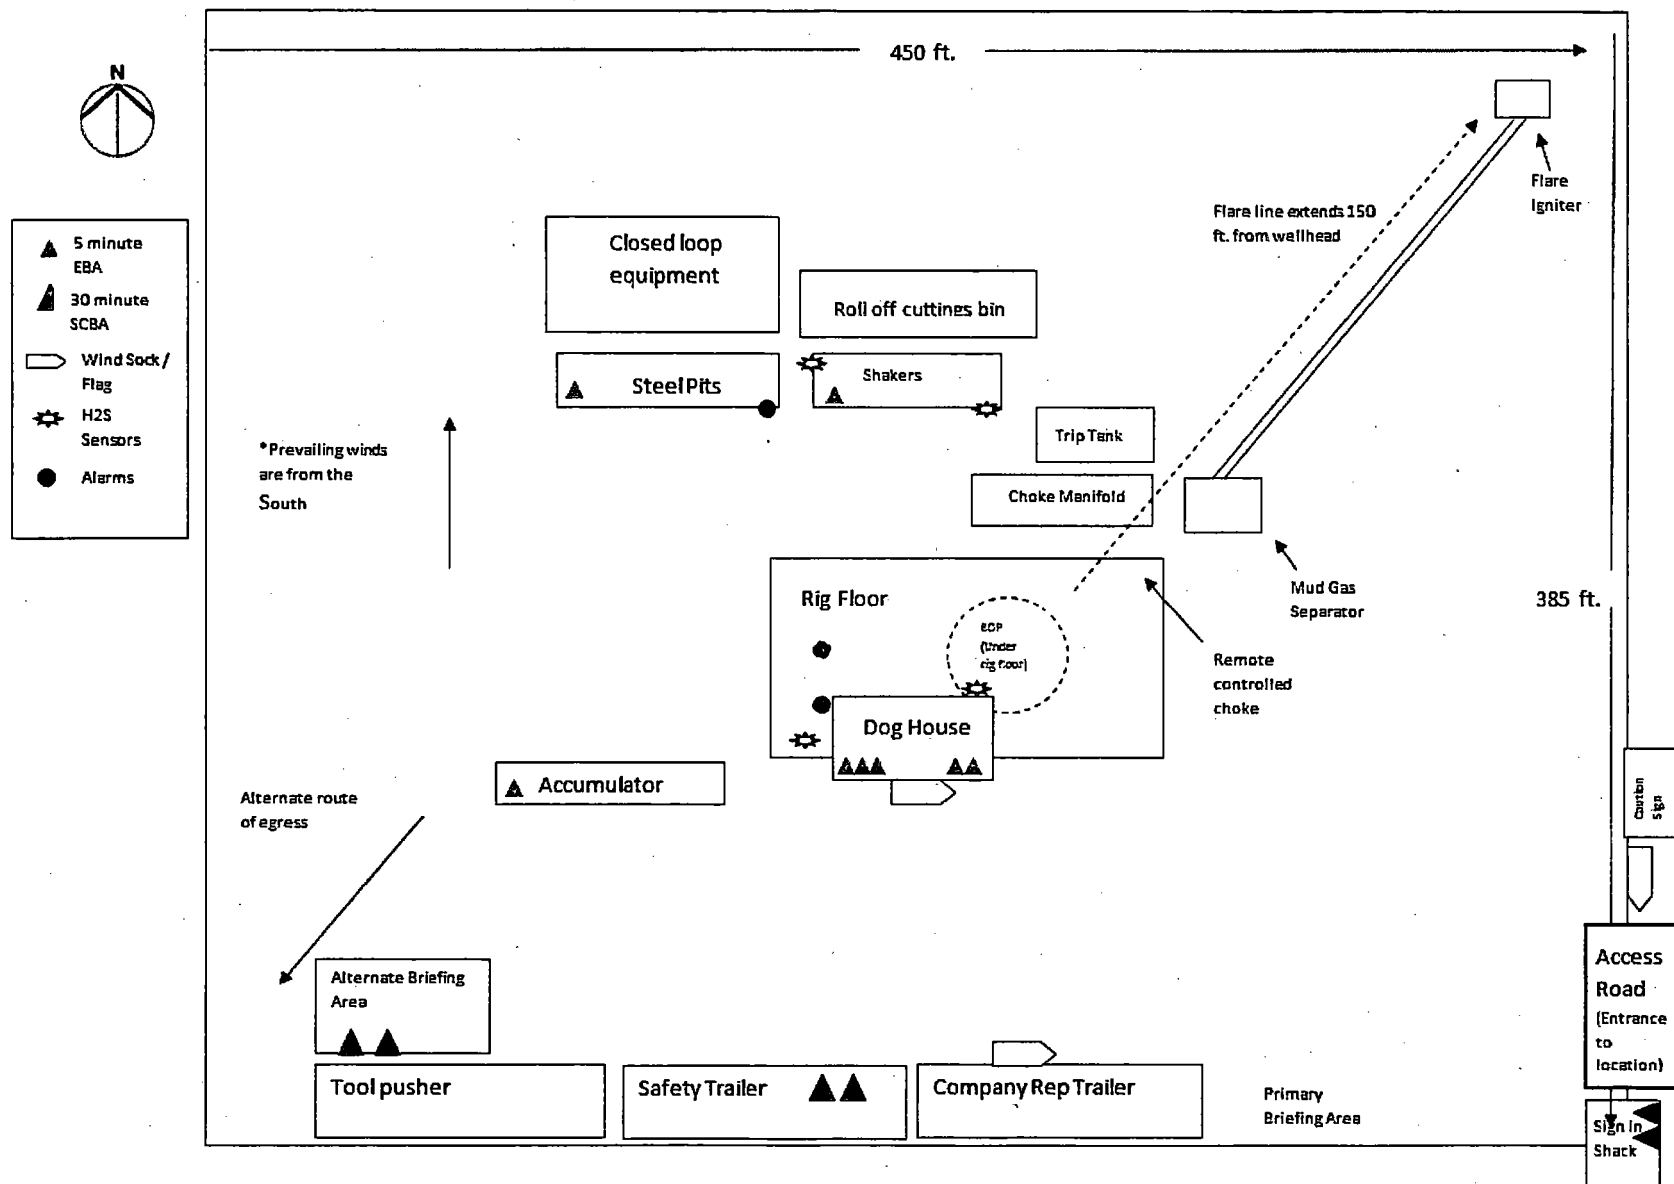 450 ft.
N
Flare
Igniter
5 minute
EBA
30 minute
SCBA
Wind Sock /
Flag
H2S
Sensors
Alarms
Flare line extends 150
ft. from wellhead
Closed loop
equipment
Roll off cuttings bin
Steel Pits
Shakers
Trip Tank
Choke Manifold
*Prevailing winds
are from the
South
Mud Gas
Separator
385 ft.
Rig Floor
BOP
(Under
rig floor)
Remote
controlled
choke
Dog House
Accumulator
Alternate route
of egress
Caution
Sign
Access
Road
(Entrance
to
location)
Alternate Briefing
Area
Tool pusher
Safety Trailer
Company Rep Trailer
Primary
Briefing Area
Sign In
Shack